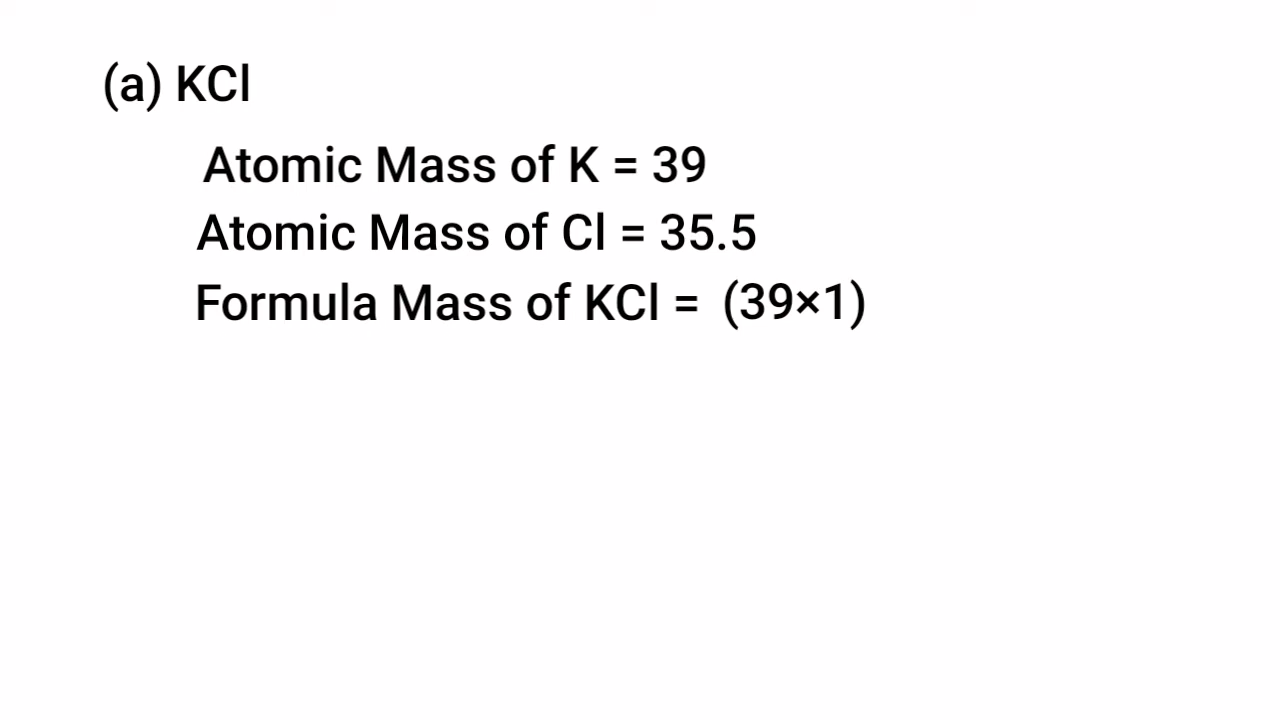 (a) KCl
Atomic Mass of K = 39
Atomic Mass of Cl = 35.5
Formula Mass of KCl = (39×1)